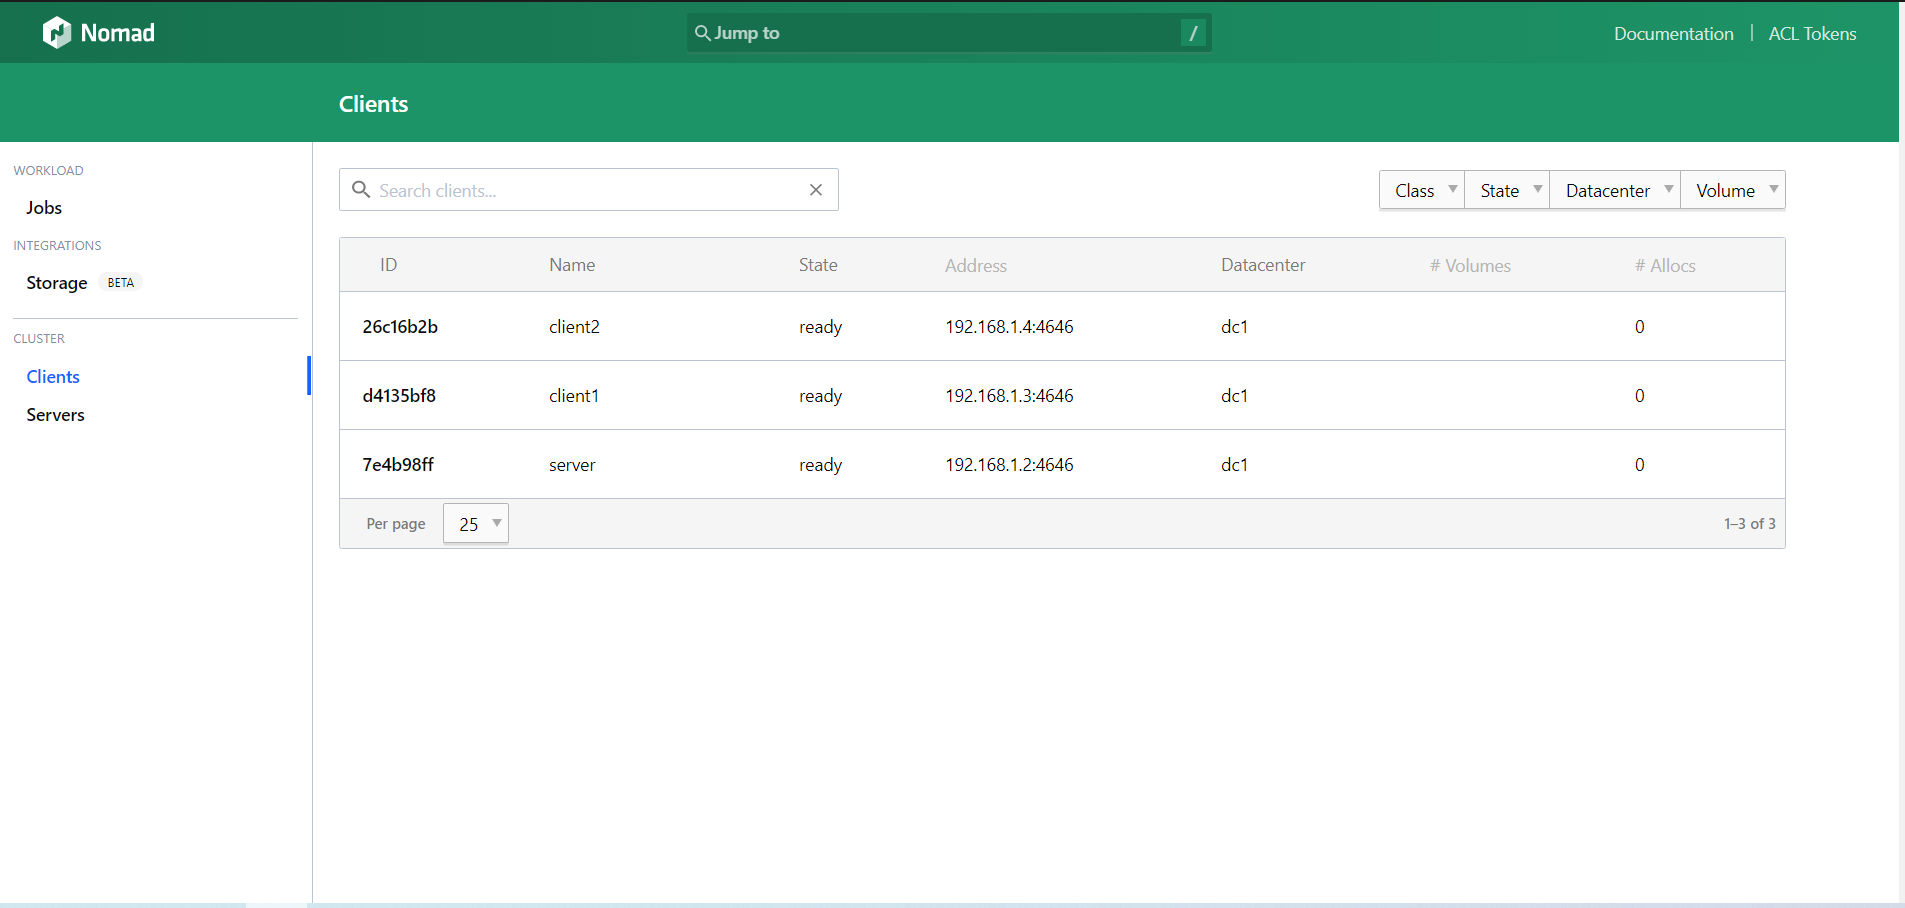 Nomad
Jump to /
Documentation | ACL Tokens
Clients
WORKLOAD
Jobs
INTEGRATIONS
Storage BETA
CLUSTER
Clients
Servers
Search clients...
Class State Datacenter Volume
ID Name State Address Datacenter # Volumes # Allocs
26c16b2b client2 ready 192.168.1.4:4646 dc1 0
d4135bf8 client1 ready 192.168.1.3:4646 dc1 0
7e4b98ff server ready 192.168.1.2:4646 dc1 0
Per page 25 1–3 of 3